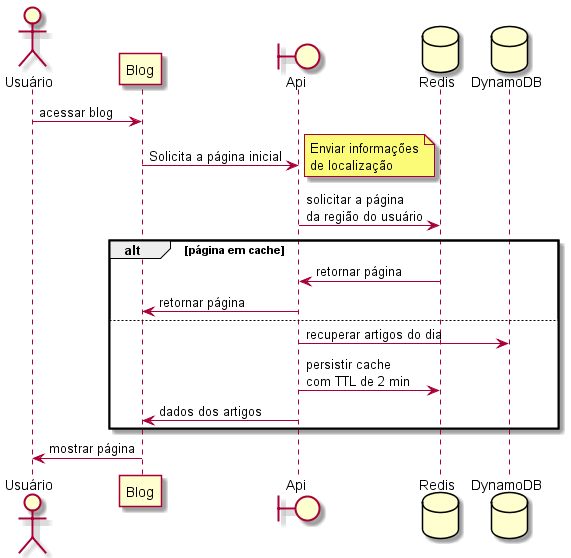 Usuário
Blog
Api
Redis
DynamoDB
acessar blog
Solicita a página inicial
Enviar informações
de localização
solicitar a página
da região do usuário
alt
[página em cache]
retornar página
retornar página
recuperar artigos do dia
persistir cache
com TTL de 2 min
dados dos artigos
mostrar página
Usuário
Blog
Api
Redis
DynamoDB